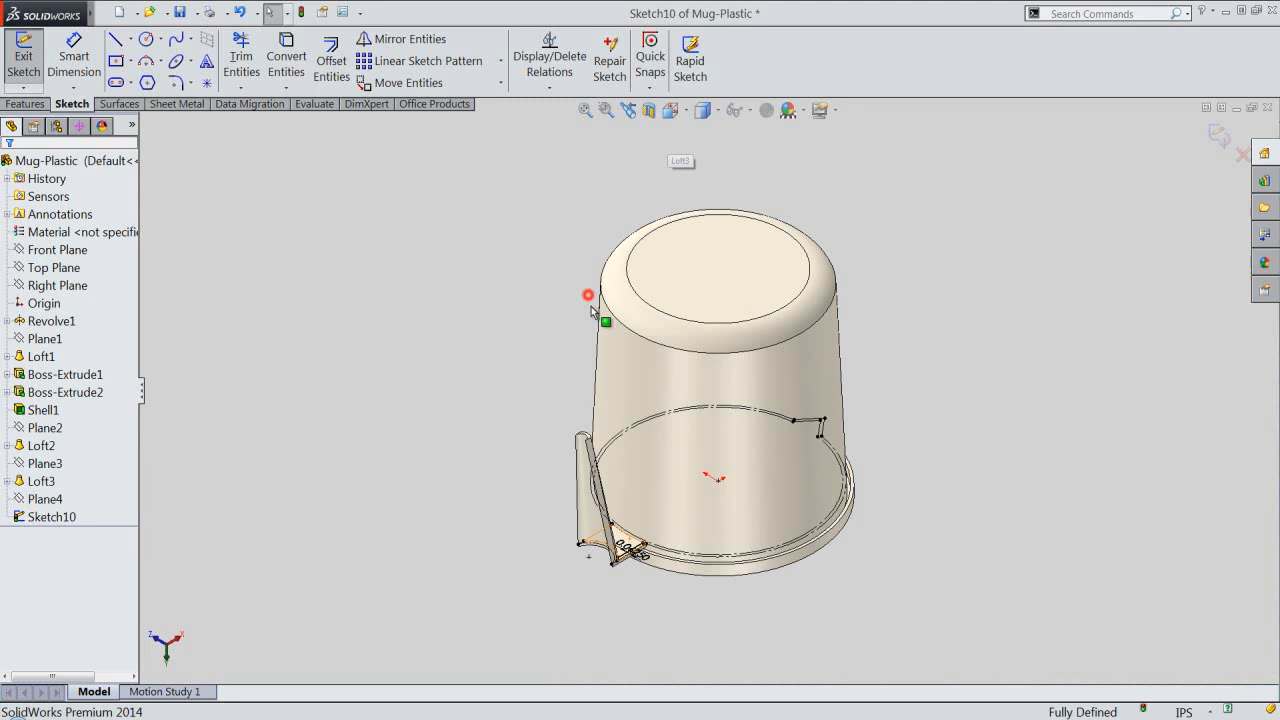 SOLIDWORKS
Sketch10 of Mug-Plastic *
Search Commands
Exit Sketch
Smart Dimension
Trim Entities
Convert Entities
Offset Entities
Mirror Entities
Linear Sketch Pattern
Move Entities
Display/Delete Relations
Repair Sketch
Quick Snaps
Rapid Sketch
Features
Sketch
Surfaces
Sheet Metal
Data Migration
Evaluate
DimXpert
Office Products
Mug-Plastic (Default<<
History
Sensors
Annotations
Material <not specifi
Front Plane
Top Plane
Right Plane
Origin
Revolve1
Plane1
Loft1
Boss-Extrude1
Boss-Extrude2
Shell1
Plane2
Loft2
Plane3
Loft3
Plane4
Sketch10
Loft3
Z
X
Y
Model
Motion Study 1
SolidWorks Premium 2014
Fully Defined
IPS